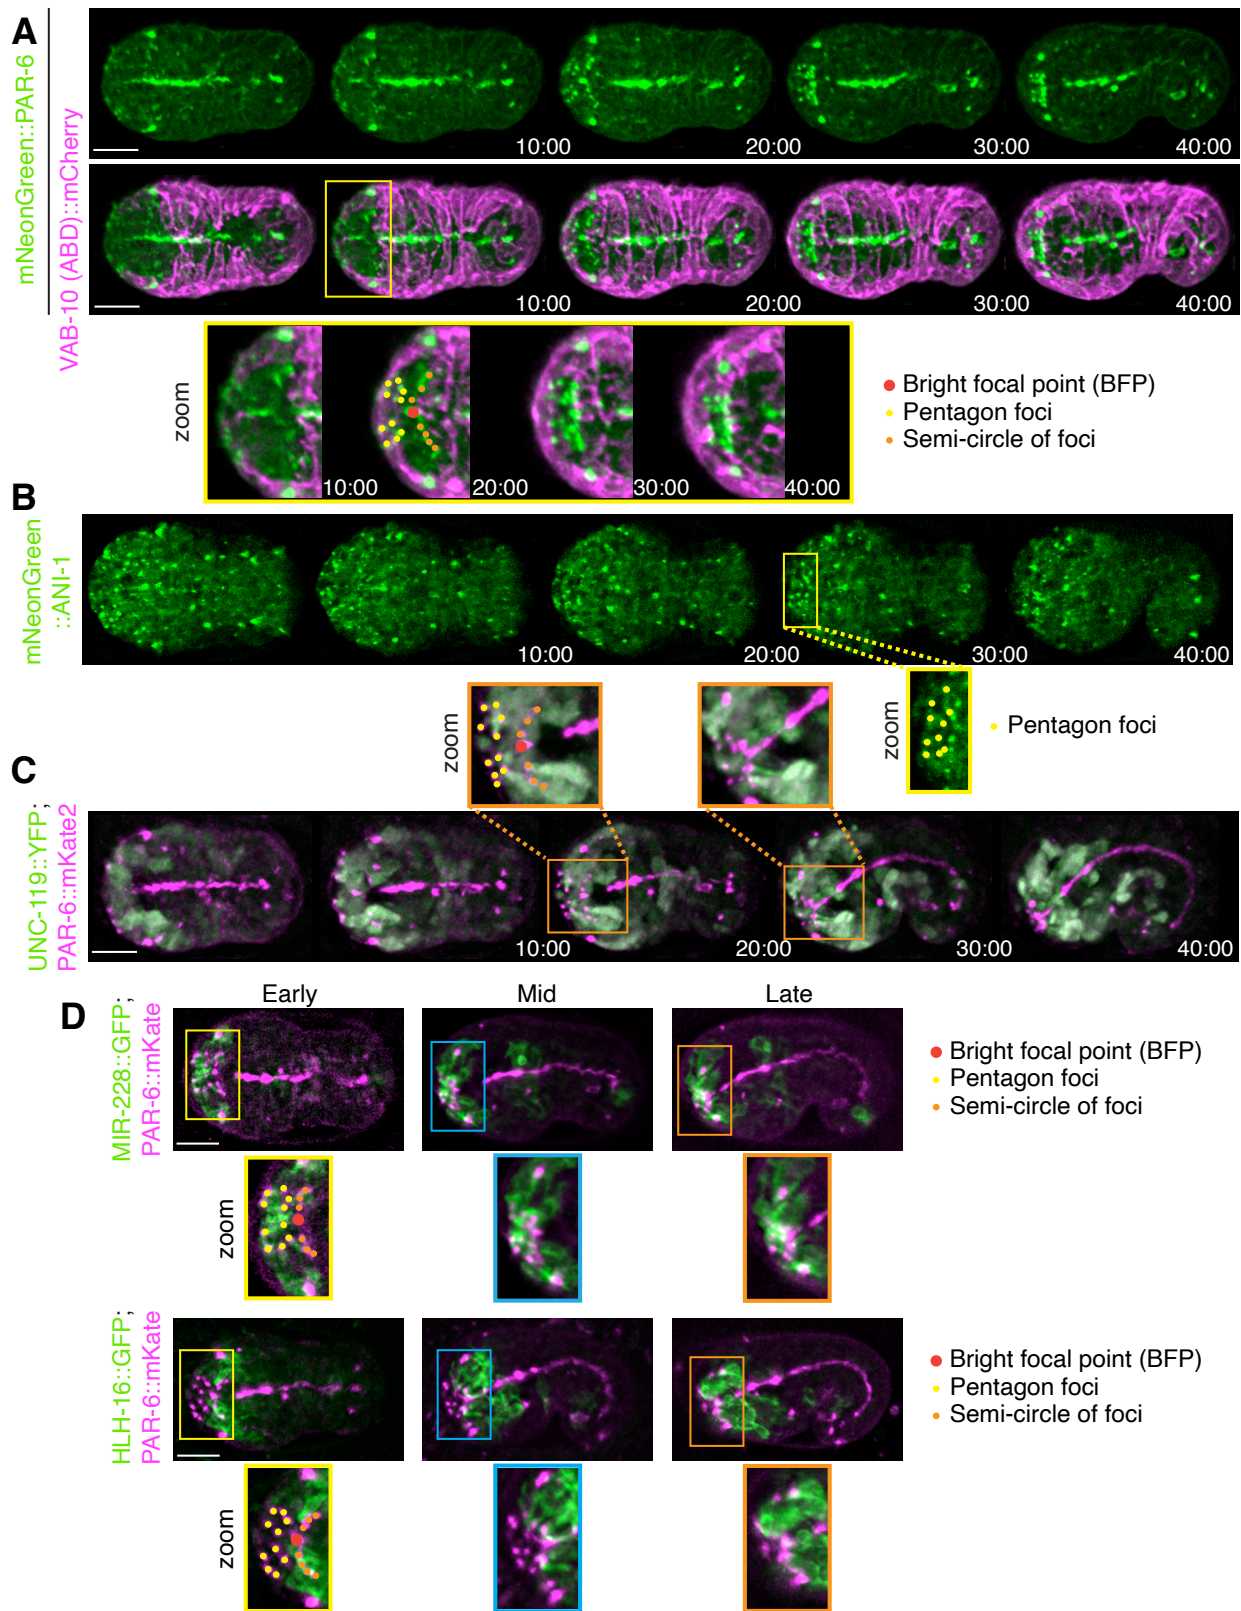 A
mNeonGreen::PAR-6
VAB-10 (ABD)::mCherry
10:00
20:00
30:00
40:00
10:00
20:00
30:00
40:00
zoom
10:00
20:00
30:00
40:00
Bright focal point (BFP)
Pentagon foci
Semi-circle of foci
B
mNeonGreen
::ANI-1
10:00
20:00
30:00
40:00
zoom
zoom
Pentagon foci
C
UNC-119::YFP;
PAR-6::mKate2
10:00
20:00
30:00
40:00
D
Early
Mid
Late
MIR-228::GFP;
PAR-6::mKate
Bright focal point (BFP)
Pentagon foci
Semi-circle of foci
zoom
HLH-16::GFP;
PAR-6::mKate
Bright focal point (BFP)
Pentagon foci
Semi-circle of foci
zoom